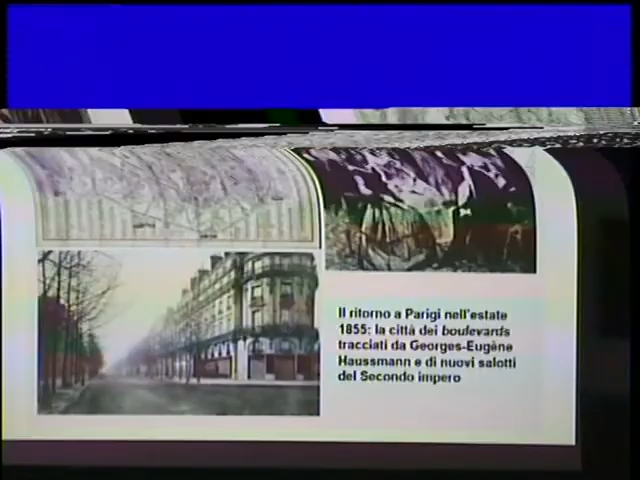 Il ritorno a Parigi nell'estate
1855: la città dei boulevards
tracciati da Georges-Eugène
Haussmann e di nuovi salotti
del Secondo impero